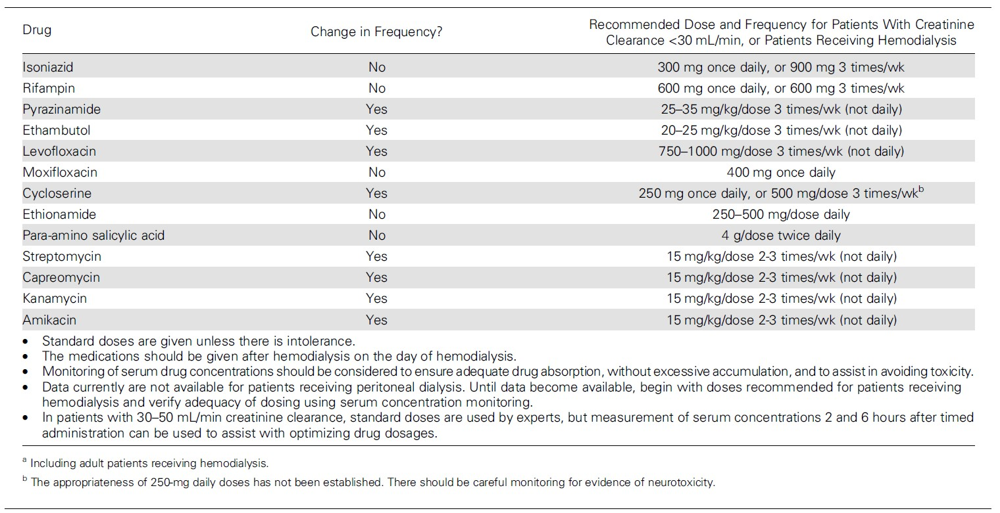 Drug Change in Frequency? Recommended Dose and Frequency for Patients With Creatinine
Clearance <30 mL/min, or Patients Receiving Hemodialysis
Isoniazid No 300 mg once daily, or 900 mg 3 times/wk
Rifampin No 600 mg once daily, or 600 mg 3 times/wk
Pyrazinamide Yes 25–35 mg/kg/dose 3 times/wk (not daily)
Ethambutol Yes 20–25 mg/kg/dose 3 times/wk (not daily)
Levofloxacin Yes 750–1000 mg/dose 3 times/wk (not daily)
Moxifloxacin No 400 mg once daily
Cycloserine Yes 250 mg once daily, or 500 mg/dose 3 times/wkᵇ
Ethionamide No 250–500 mg/dose daily
Para-amino salicylic acid No 4 g/dose twice daily
Streptomycin Yes 15 mg/kg/dose 2-3 times/wk (not daily)
Capreomycin Yes 15 mg/kg/dose 2-3 times/wk (not daily)
Kanamycin Yes 15 mg/kg/dose 2-3 times/wk (not daily)
Amikacin Yes 15 mg/kg/dose 2-3 times/wk (not daily)
• Standard doses are given unless there is intolerance.
• The medications should be given after hemodialysis on the day of hemodialysis.
• Monitoring of serum drug concentrations should be considered to ensure adequate drug absorption, without excessive accumulation, and to assist in avoiding toxicity.
• Data currently are not available for patients receiving peritoneal dialysis. Until data become available, begin with doses recommended for patients receiving
hemodialysis and verify adequacy of dosing using serum concentration monitoring.
• In patients with 30–50 mL/min creatinine clearance, standard doses are used by experts, but measurement of serum concentrations 2 and 6 hours after timed
administration can be used to assist with optimizing drug dosages.
ᵃ Including adult patients receiving hemodialysis.
ᵇ The appropriateness of 250-mg daily doses has not been established. There should be careful monitoring for evidence of neurotoxicity.